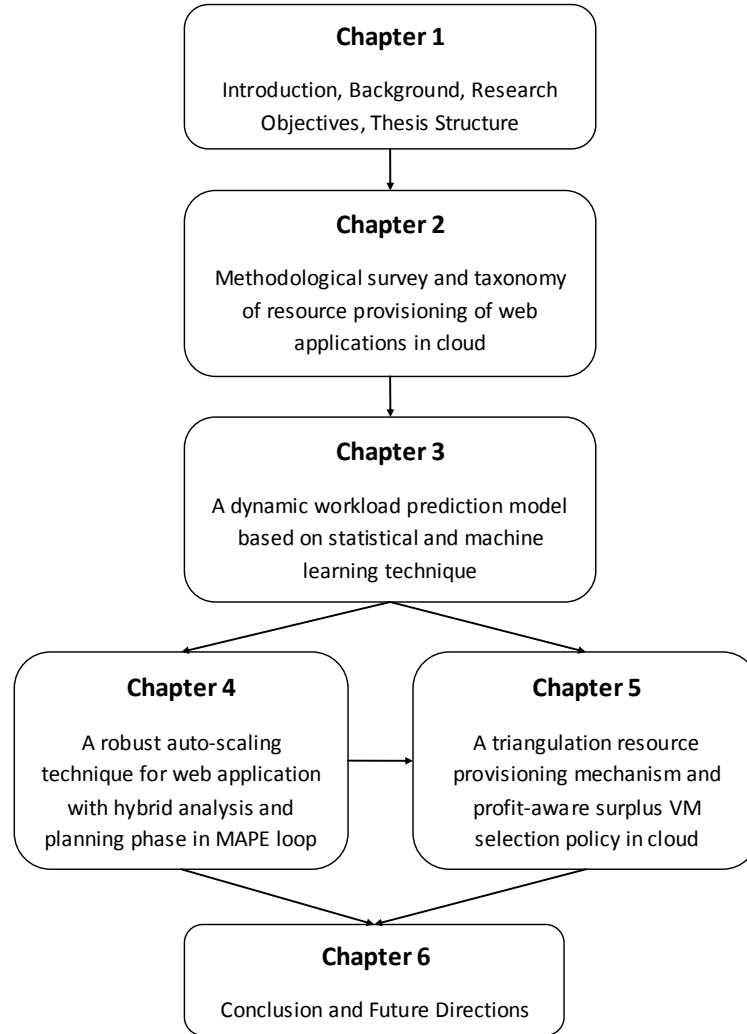 Chapter 1
Introduction, Background, Research
Objectives, Thesis Structure
Chapter 2
Methodological survey and taxonomy
of resource provisioning of web
applications in cloud
Chapter 3
A dynamic workload prediction model
based on statistical and machine
learning technique
Chapter 4
A robust auto-scaling
technique for web application
with hybrid analysis and
planning phase in MAPE loop
Chapter 5
A triangulation resource
provisioning mechanism and
profit-aware surplus VM
selection policy in cloud
Chapter 6
Conclusion and Future Directions